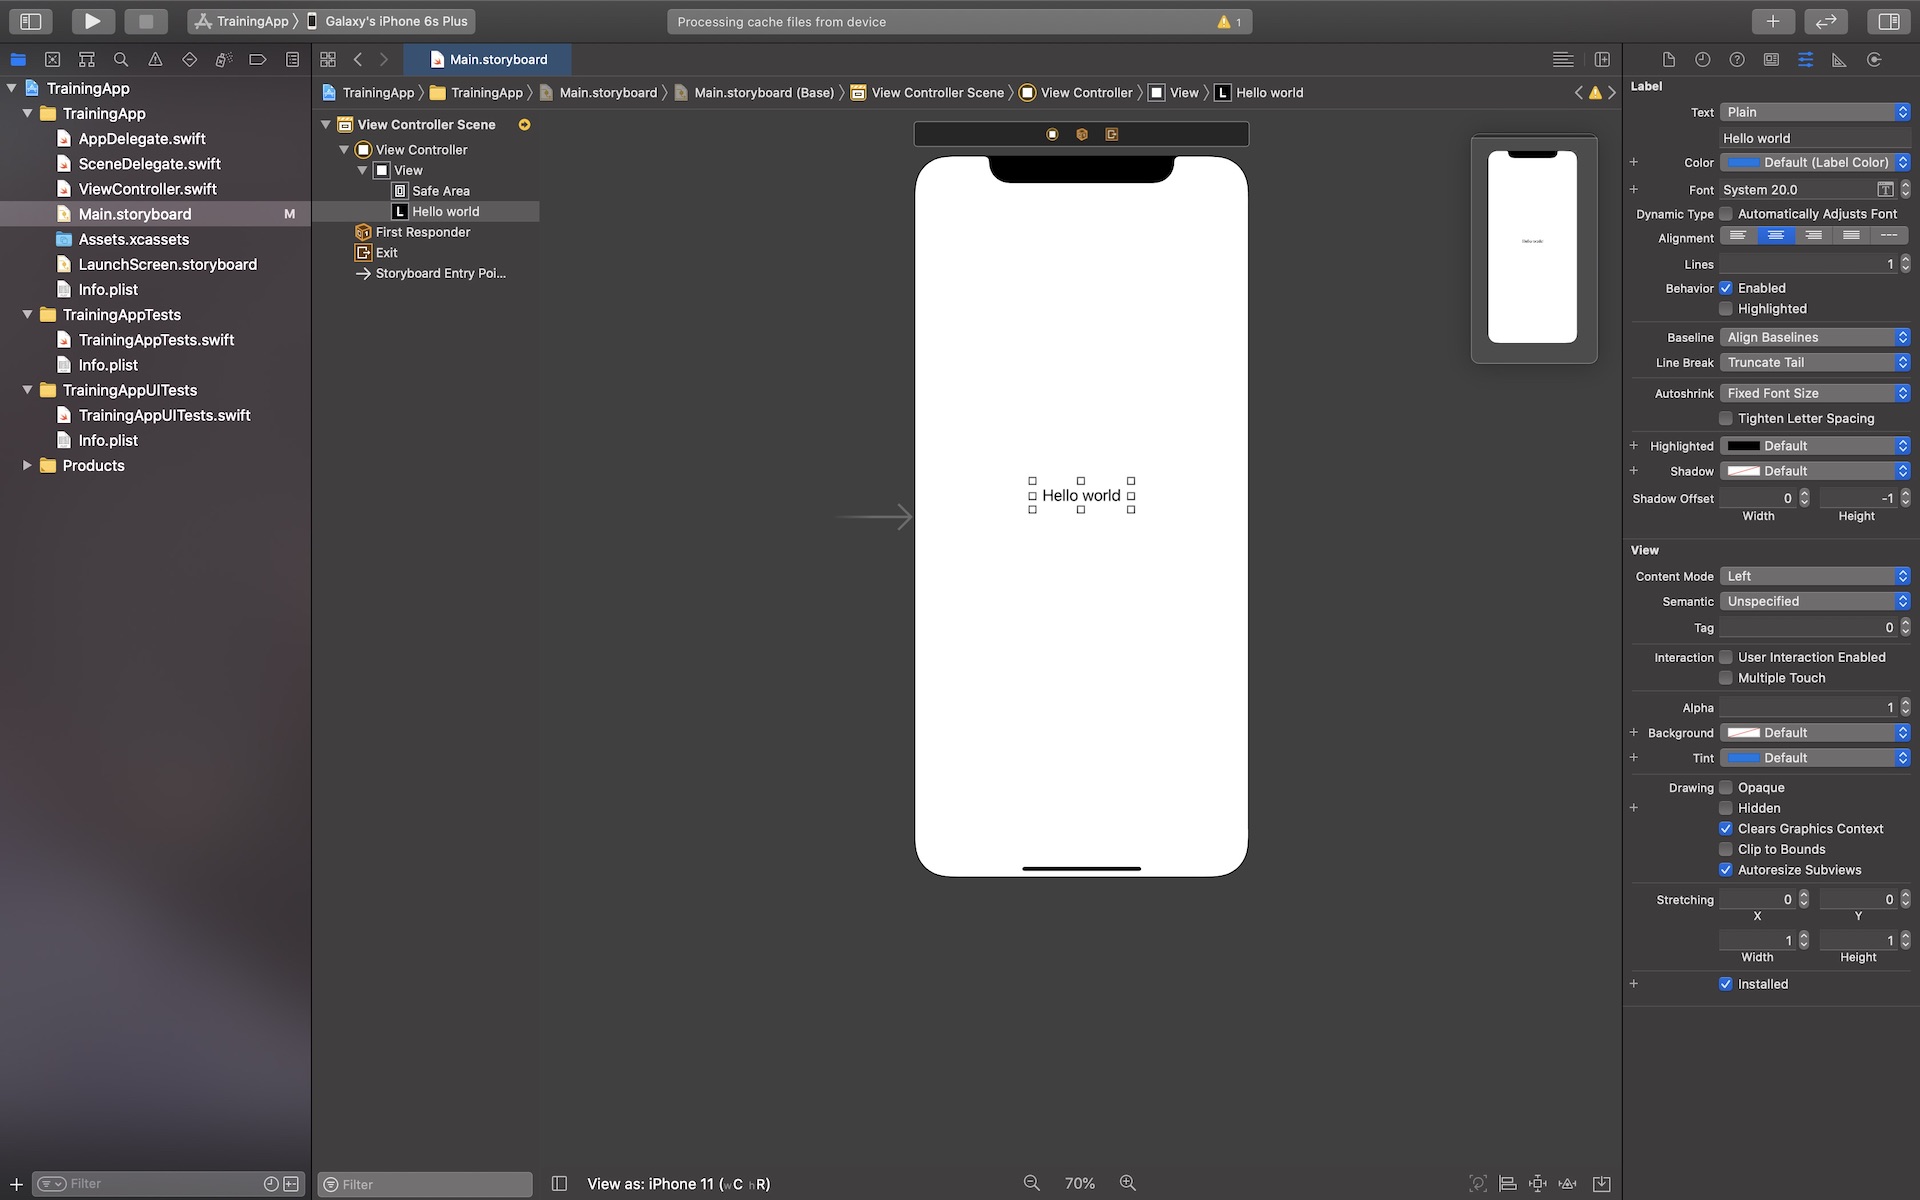 TrainingApp
Galaxy's iPhone 6s Plus
Processing cache files from device
1
Main.storyboard
TrainingApp
TrainingApp
Main.storyboard
Main.storyboard (Base)
View Controller Scene
View Controller
View
L Hello world
TrainingApp
TrainingApp
AppDelegate.swift
SceneDelegate.swift
ViewController.swift
Main.storyboard M
Assets.xcassets
LaunchScreen.storyboard
Info.plist
TrainingAppTests
TrainingAppTests.swift
Info.plist
TrainingAppUITests
TrainingAppUITests.swift
Info.plist
Products
Filter
View Controller Scene
View Controller
View
Safe Area
L Hello world
First Responder
Exit
Storyboard Entry Poi...
Filter
Hello world
Hello world
View as: iPhone 11 (wC hR)
70%
Label
Text Plain
Hello world
Color Default (Label Color)
Font System 20.0
Dynamic Type Automatically Adjusts Font
Alignment
Lines 1
Behavior Enabled
Highlighted
Baseline Align Baselines
Line Break Truncate Tail
Autoshrink Fixed Font Size
Tighten Letter Spacing
Highlighted Default
Shadow Default
Shadow Offset 0 -1
Width Height
View
Content Mode Left
Semantic Unspecified
Tag 0
Interaction User Interaction Enabled
Multiple Touch
Alpha 1
Background Default
Tint Default
Drawing Opaque
Hidden
Clears Graphics Context
Clip to Bounds
Autoresize Subviews
Stretching 0 0
X Y
1 1
Width Height
Installed